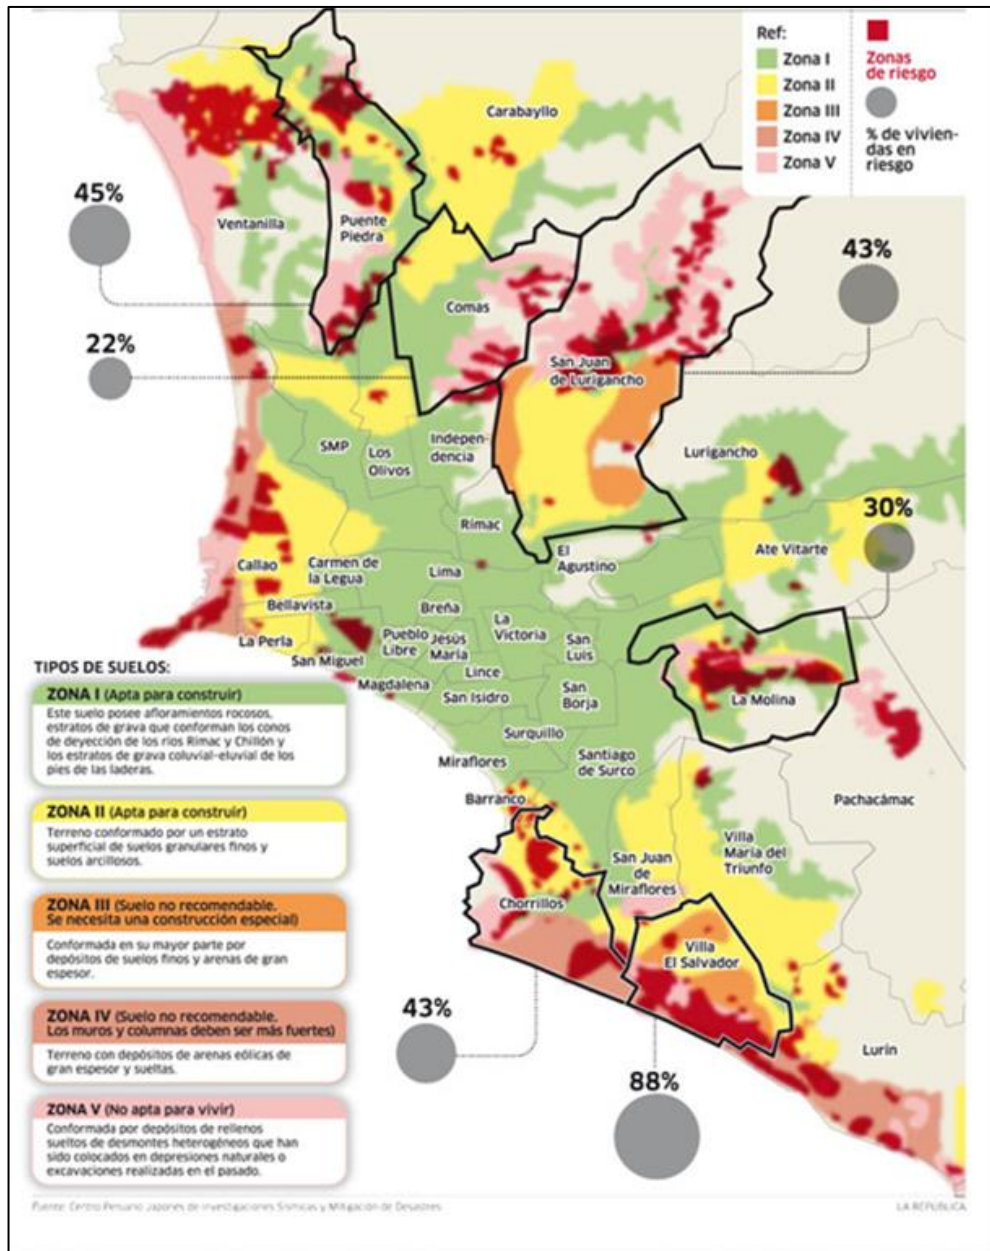 Ref:
Zona I
Zona II
Zona III
Zona IV
Zona V
Zonas
de riesgo
% de vivien-
das en
riesgo
Carabayllo
45%
Ventanilla
Puente
Piedra
43%
Comas
22%
San Juan
de Lurigancho
SMP
Los
Olivos
Indepen-
dencia
Lurigancho
30%
Rímac
El
Agustino
Ate Vitarte
Callao
Carmen de
la Legua
Lima
Bellavista
Breña
La
Victoria
La Perla
Pueblo
Libre
Jesús
María
San
Luis
San Miguel
Lince
Magdalena
San Isidro
San
Borja
La Molina
Surquillo
Miraflores
Santiago
de Surco
Barranco
Pachacámac
Villa
María del
Triunfo
San Juan
de
Miraflores
Chorrillos
Villa
El Salvador
43%
Lurín
88%
TIPOS DE SUELOS:
ZONA I (Apta para construir)
Este suelo posee afloramientos rocosos,
estratos de grava que conforman los conos
de deyección de los ríos Rímac y Chillón y
los estratos de grava coluvial-eluvial de los
pies de las laderas.
ZONA II (Apta para construir)
Terreno conformado por un estrato
superficial de suelos granulares finos y
suelos arcillosos.
ZONA III (Suelo no recomendable.
Se necesita una construcción especial)
Conformada en su mayor parte por
depósitos de suelos finos y arenas de gran
espesor.
ZONA IV (Suelo no recomendable.
Los muros y columnas deben ser más fuertes)
Terreno con depósitos de arenas eólicas de
gran espesor y sueltas.
ZONA V (No apta para vivir)
Conformada por depósitos de rellenos
sueltos de desmontes heterogéneos que han
sido colocados en depresiones naturales o
excavaciones realizadas en el pasado.
Fuente: Centro Peruano Japones de Investigaciones Sísmicas y Mitigación de Desastres
LA REPÚBLICA